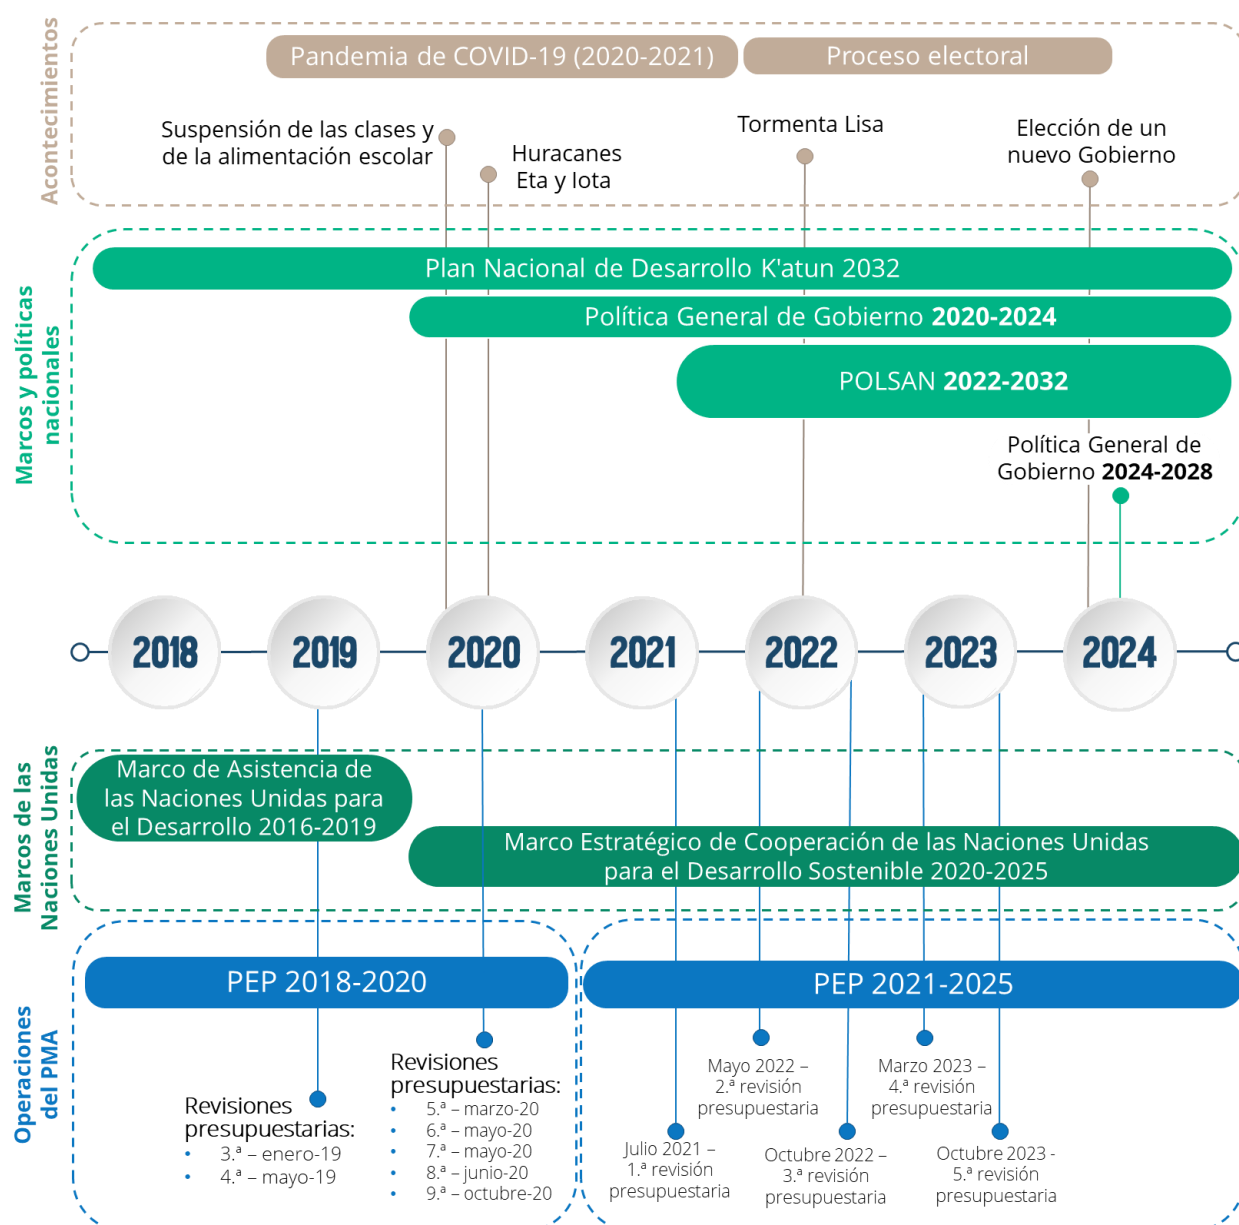 Acontecimientos
Pandemia de COVID-19 (2020-2021)
Proceso electoral
Suspensión de las clases y
de la alimentación escolar
Huracanes
Eta y Iota
Tormenta Lisa
Elección de un
nuevo Gobierno
Marcos y políticas
nacionales
Plan Nacional de Desarrollo K'atun 2032
Política General de Gobierno 2020-2024
POLSAN 2022-2032
Política General de
Gobierno 2024-2028
2018
2019
2020
2021
2022
2023
2024
Marcos de las
Naciones Unidas
Marco de Asistencia de
las Naciones Unidas para
el Desarrollo 2016-2019
Marco Estratégico de Cooperación de las Naciones Unidas
para el Desarrollo Sostenible 2020-2025
Operaciones
del PMA
PEP 2018-2020
PEP 2021-2025
Revisiones
presupuestarias:
• 3.ª – enero-19
• 4.ª – mayo-19
Revisiones
presupuestarias:
• 5.ª – marzo-20
• 6.ª – mayo-20
• 7.ª – mayo-20
• 8.ª – junio-20
• 9.ª – octubre-20
Julio 2021 –
1.ª revisión
presupuestaria
Mayo 2022 –
2.ª revisión
presupuestaria
Octubre 2022 –
3.ª revisión
presupuestaria
Marzo 2023 –
4.ª revisión
presupuestaria
Octubre 2023 -
5.ª revisión
presupuestaria